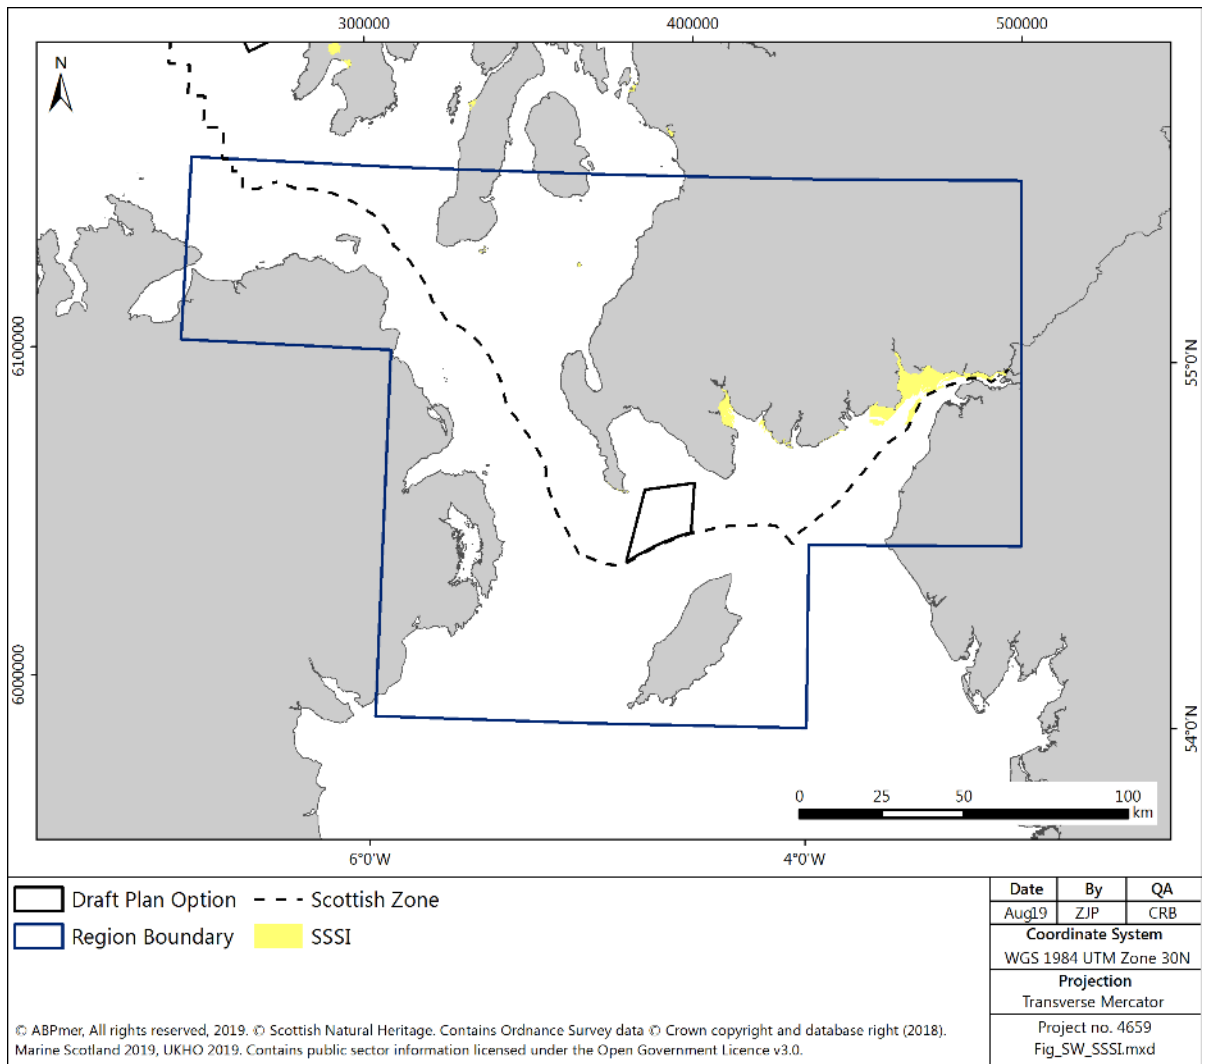 300000 400000 500000
N
6100000
55°0'N
6000000
54°0'N
0 25 50 100
km
6°0'W 4°0'W
Draft Plan Option Scottish Zone
Region Boundary SSSI
Date By QA
Aug19 ZJP CRB
Coordinate System
WGS 1984 UTM Zone 30N
Projection
Transverse Mercator
Project no. 4659
Fig_SW_SSSI.mxd
© ABPmer, All rights reserved, 2019. © Scottish Natural Heritage. Contains Ordnance Survey data © Crown copyright and database right (2018).
Marine Scotland 2019, UKHO 2019. Contains public sector information licensed under the Open Government Licence v3.0.